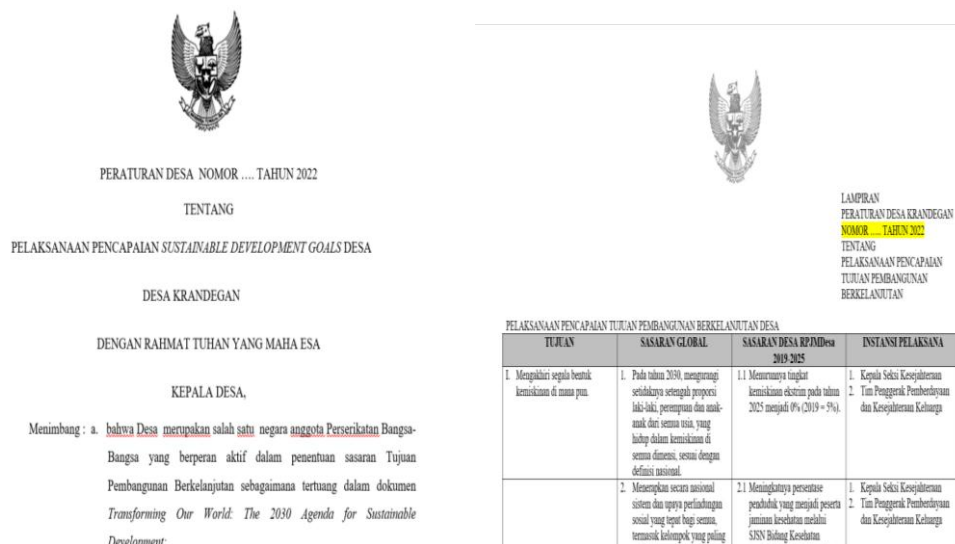 PERATURAN DESA NOMOR .... TAHUN 2022
TENTANG
PELAKSANAAN PENCAPAIAN SUSTAINABLE DEVELOPMENT GOALS DESA
DESA KRANDEGAN
DENGAN RAHMAT TUHAN YANG MAHA ESA
KEPALA DESA,
Menimbang : a. bahwa Desa merupakan salah satu negara anggota Perserikatan Bangsa-
Bangsa yang berperan aktif dalam penentuan sasaran Tujuan
Pembangunan Berkelanjutan sebagaimana tertuang dalam dokumen
Transforming Our World: The 2030 Agenda for Sustainable
Development;
LAMPIRAN
PERATURAN DESA KRANDEGAN
NOMOR ..... TAHUN 2022
TENTANG
PELAKSANAAN PENCAPAIAN
TUJUAN PEMBANGUNAN
BERKELANJUTAN
PELAKSANAAN PENCAPAIAN TUJUAN PEMBANGUNAN BERKELANJUTAN DESA
TUJUAN
SASARAN GLOBAL
SASARAN DESA RPJMDesa
2019-2025
INSTANSI PELAKSANA
I. Mengakhiri segala bentuk
kemiskinan di mana pun.
1. Pada tahun 2030, mengurangi
setidaknya setengah proporsi
laki-laki, perempuan dan anak-
anak dari semua usia, yang
hidup dalam kemiskinan di
semua dimensi, sesuai dengan
definisi nasional.
1.1 Menurunnya tingkat
kemiskinan ekstrim pada tahun
2025 menjadi 0% (2019 = 5%).
1. Kepala Seksi Kesejahteraan
2. Tim Penggerak Pemberdayaan
dan Kesejahteraan Keluarga
2. Menerapkan secara nasional
sistem dan upaya perlindungan
sosial yang tepat bagi semua,
termasuk kelompok yang paling
2.1 Meningkatnya persentase
penduduk yang menjadi peserta
jaminan kesehatan melalui
SJSN Bidang Kesehatan
1. Kepala Seksi Kesejahteraan
2. Tim Penggerak Pemberdayaan
dan Kesejahteraan Keluarga